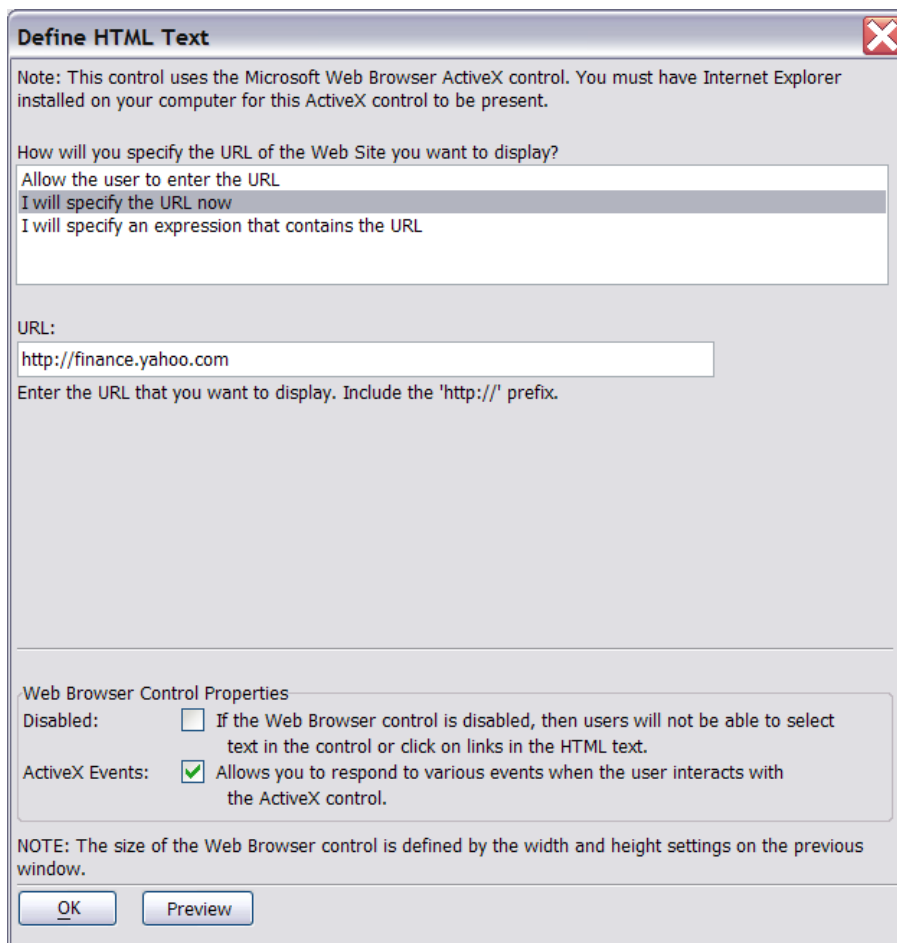 Define HTML Text
Note: This control uses the Microsoft Web Browser ActiveX control. You must have Internet Explorer
installed on your computer for this ActiveX control to be present.
How will you specify the URL of the Web Site you want to display?
Allow the user to enter the URL
I will specify the URL now
I will specify an expression that contains the URL
URL:
http://finance.yahoo.com
Enter the URL that you want to display. Include the 'http://' prefix.
Web Browser Control Properties
Disabled: If the Web Browser control is disabled, then users will not be able to select
text in the control or click on links in the HTML text.
ActiveX Events: Allows you to respond to various events when the user interacts with
the ActiveX control.
NOTE: The size of the Web Browser control is defined by the width and height settings on the previous
window.
OK Preview